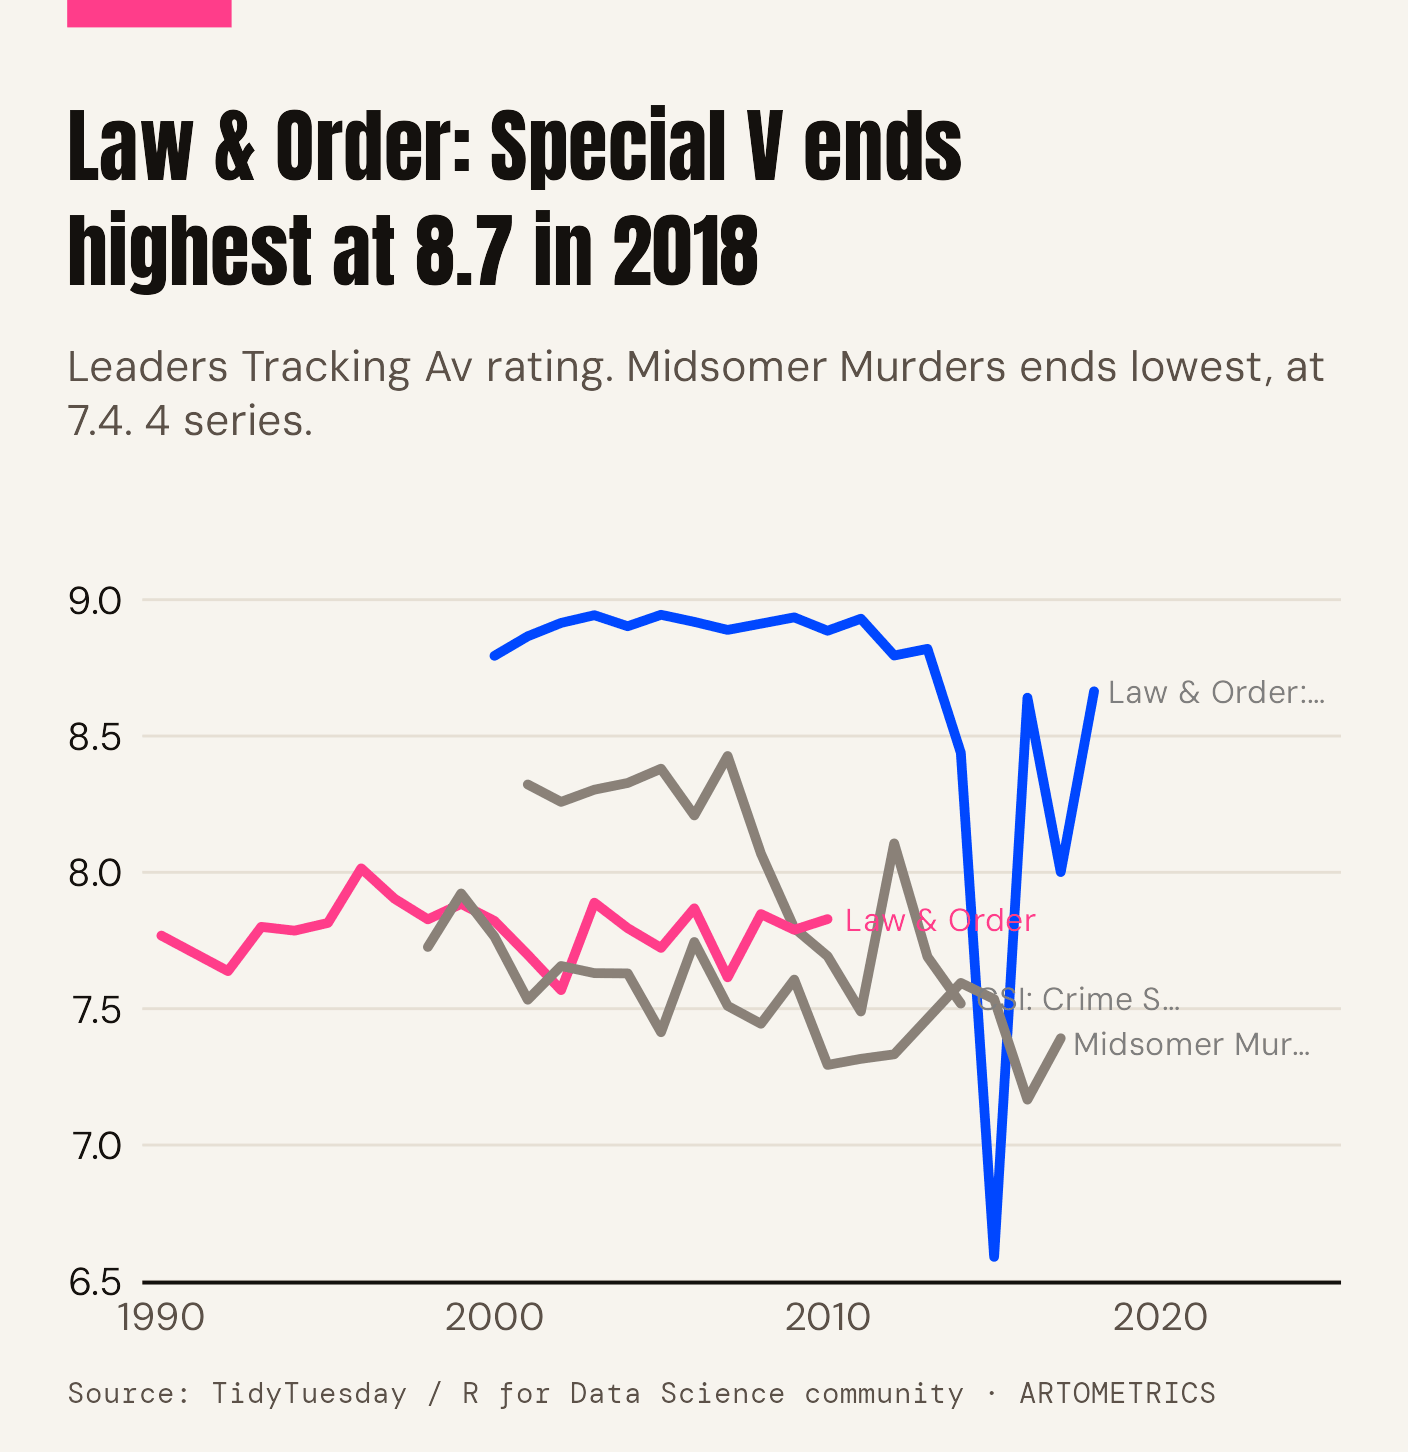 Law & Order: Special V ends
highest at 8.7 in 2018
Leaders Tracking Av rating. Midsomer Murders ends lowest, at
7.4. 4 series.
9.0
Law & Order:...
8.5
8.0
Law & Order
7.5
CSI: Crime S...
Midsomer Mur...
7.0
6.5
1990 2000 2010 2020
Source: TidyTuesday / R for Data Science community · ARTOMETRICS